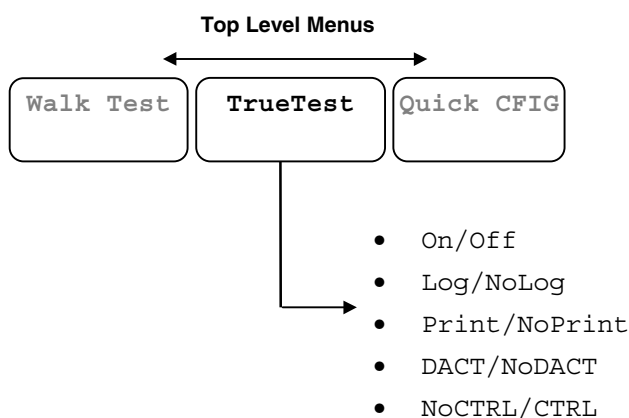 Top Level Menus
Walk Test TrueTest Quick CFIG
• On/Off
• Log/NoLog
• Print/NoPrint
• DACT/NoDACT
• NoCTRL/CTRL